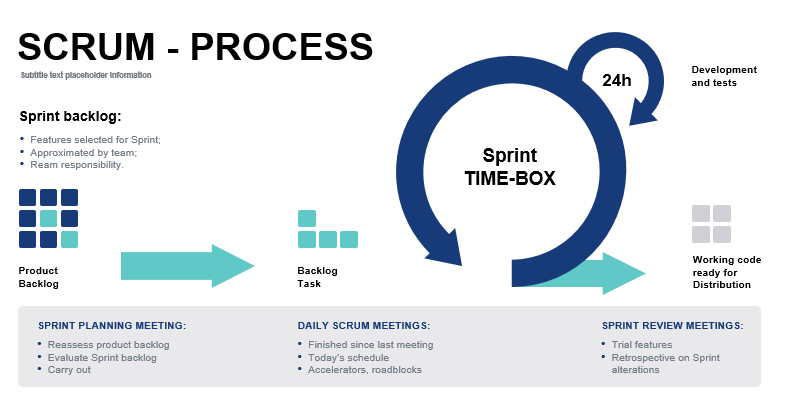 SCRUM - PROCESS
Subtitle text placeholder information
Sprint backlog:
• Features selected for Sprint;
• Approximated by team;
• Ream responsibility.
Product
Backlog
Backlog
Task
Sprint
TIME-BOX
24h
Development
and tests
Working code
ready for
Distribution
SPRINT PLANNING MEETING:
• Reassess product backlog
• Evaluate Sprint backlog
• Carry out
DAILY SCRUM MEETINGS:
• Finished since last meeting
• Today's schedule
• Accelerators, roadblocks
SPRINT REVIEW MEETINGS:
• Trial features
• Retrospective on Sprint
alterations